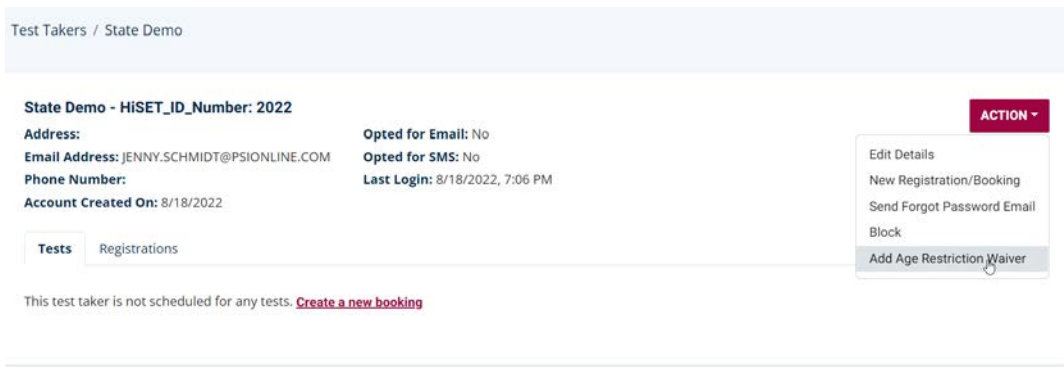 Test Takers / State Demo
State Demo - HiSET_ID_Number: 2022
ACTION
Address:
Opted for Email: No
Email Address: JENNY.SCHMIDT@PSIONLINE.COM
Opted for SMS: No
Phone Number:
Last Login: 8/18/2022, 7:06 PM
Account Created On: 8/18/2022
Edit Details
New Registration/Booking
Send Forgot Password Email
Block
Add Age Restriction Waiver
Tests
Registrations
This test taker is not scheduled for any tests. Create a new booking